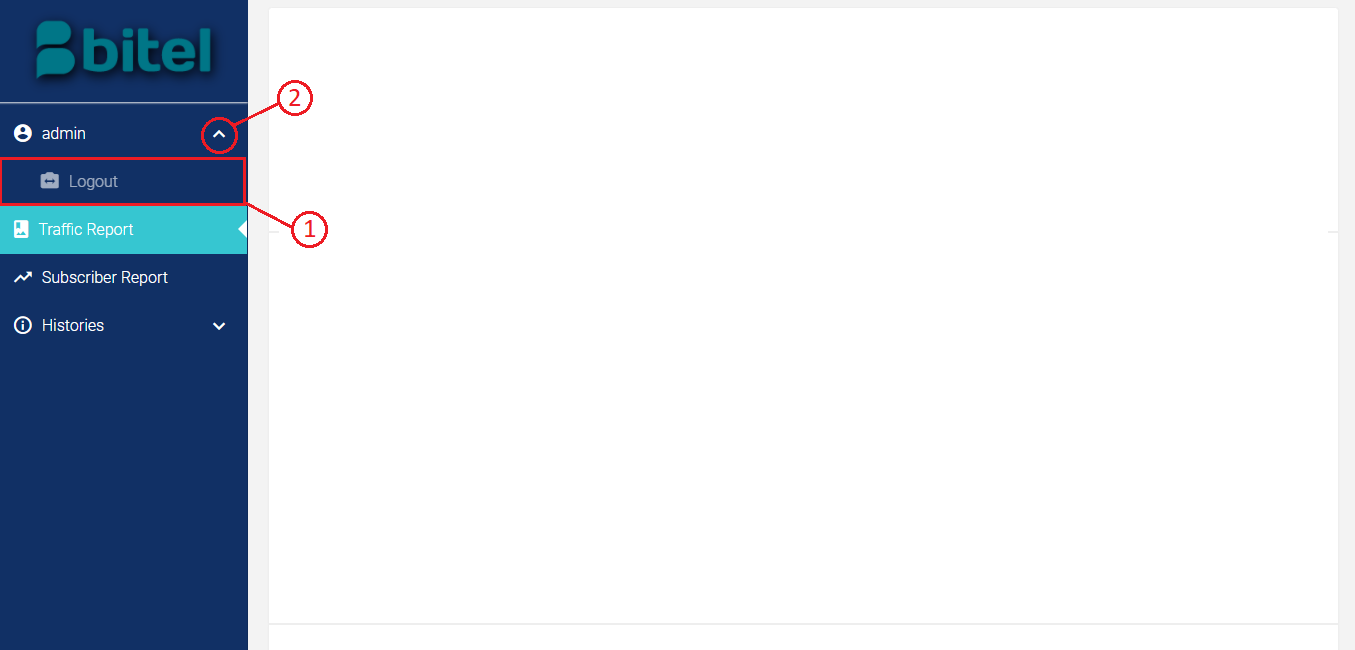 bitel
2
admin
Logout
1
Traffic Report
Subscriber Report
Histories